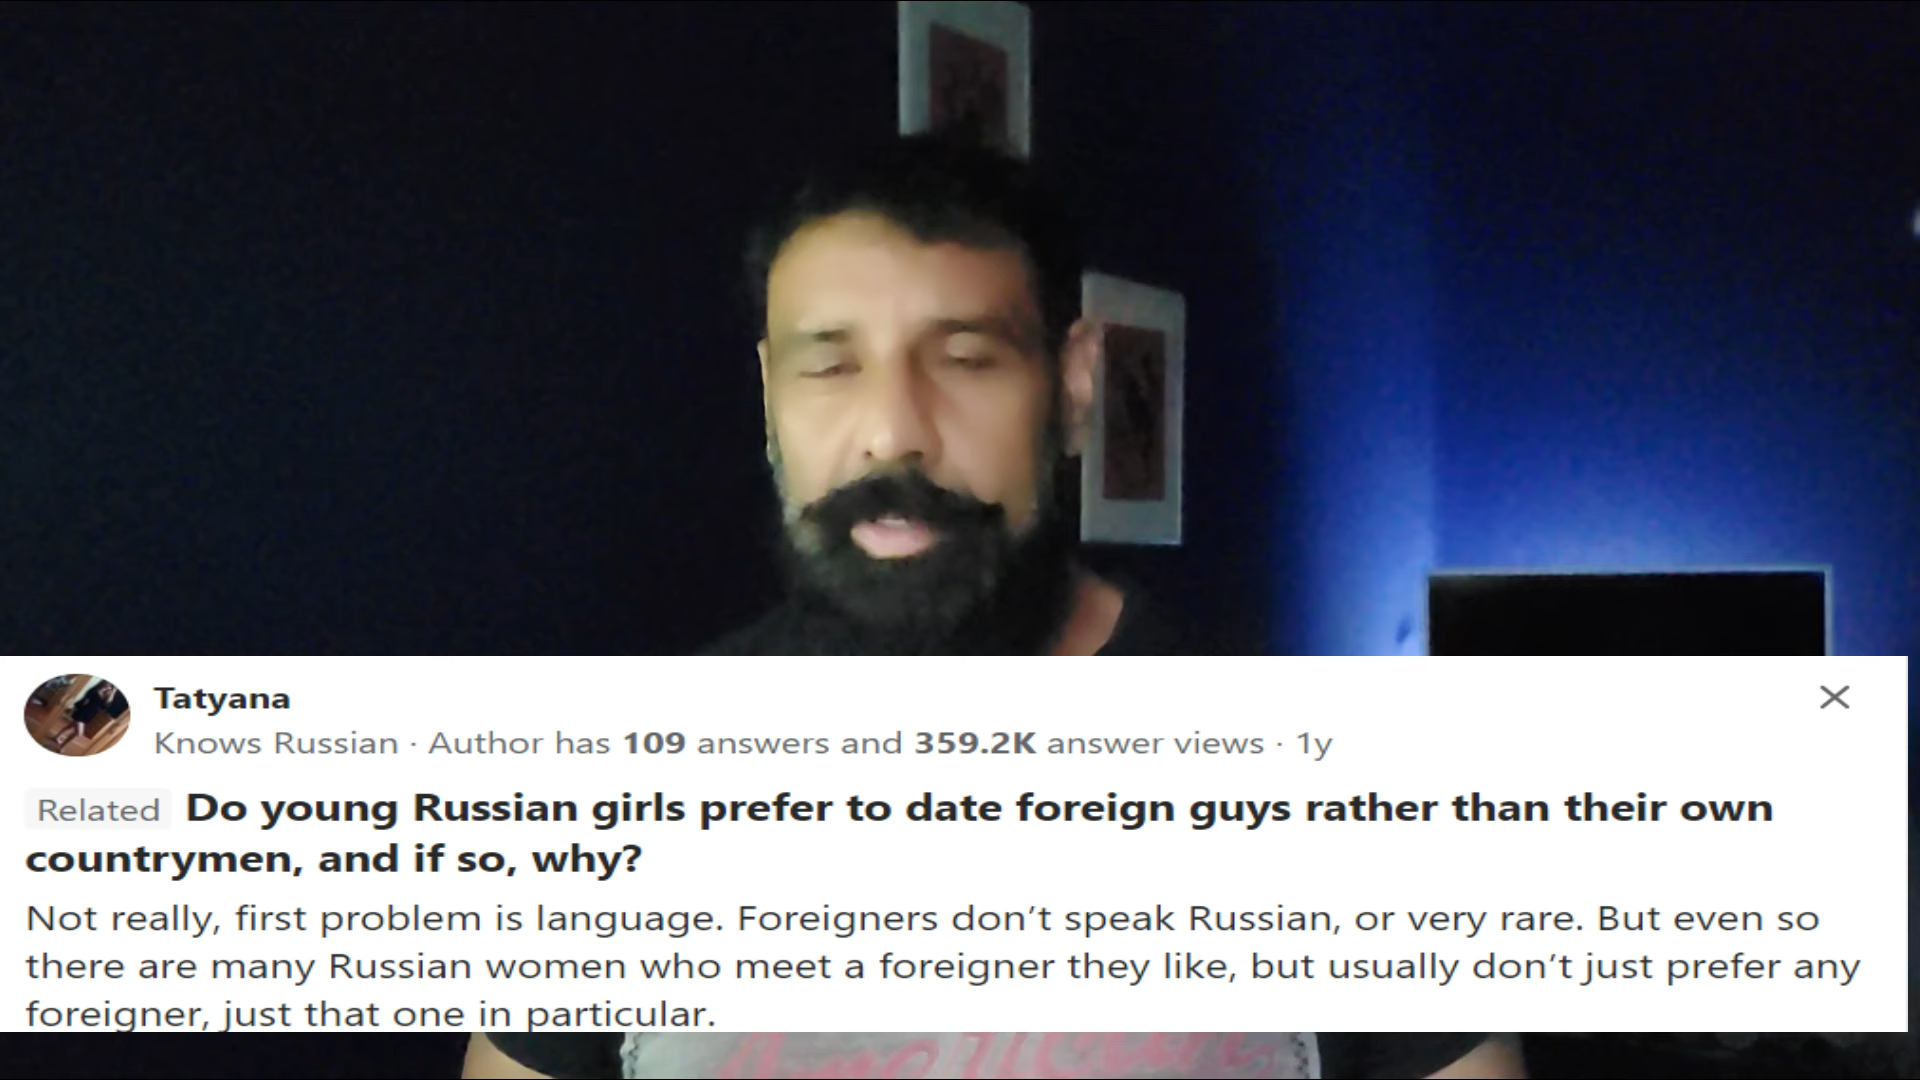 Tatyana
Knows Russian · Author has 109 answers and 359.2K answer views · 1y
Related Do young Russian girls prefer to date foreign guys rather than their own
countrymen, and if so, why?
Not really, first problem is language. Foreigners don’t speak Russian, or very rare. But even so
there are many Russian women who meet a foreigner they like, but usually don’t just prefer any
foreigner, just that one in particular.
American